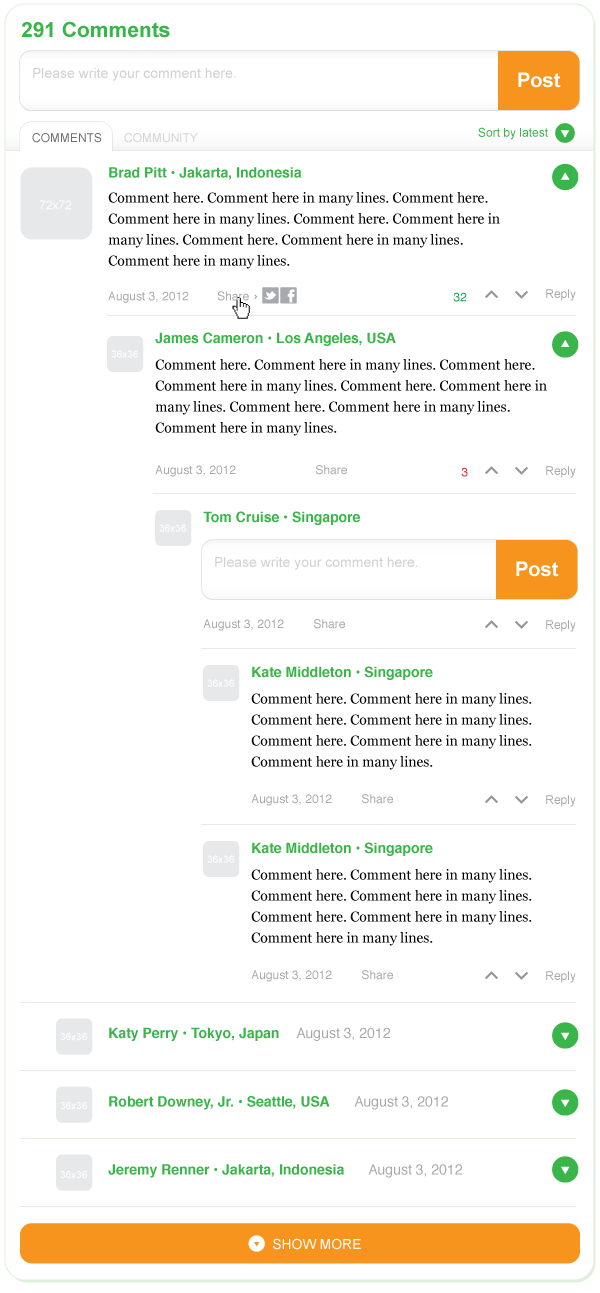 291 Comments
Please write your comment here.
Post
COMMENTS
COMMUNITY
Sort by latest
72x72
Brad Pitt • Jakarta, Indonesia
Comment here. Comment here in many lines. Comment here.
Comment here in many lines. Comment here. Comment here in
many lines. Comment here. Comment here in many lines.
Comment here in many lines.
August 3, 2012 Share › 32 Reply
36x36
James Cameron • Los Angeles, USA
Comment here. Comment here in many lines. Comment here.
Comment here in many lines. Comment here. Comment here in
many lines. Comment here. Comment here in many lines.
Comment here in many lines.
August 3, 2012 Share 3 Reply
36x36
Tom Cruise • Singapore
Please write your comment here.
Post
August 3, 2012 Share Reply
36x36
Kate Middleton • Singapore
Comment here. Comment here in many lines.
Comment here. Comment here in many lines.
Comment here. Comment here in many lines.
Comment here in many lines.
August 3, 2012 Share Reply
36x36
Kate Middleton • Singapore
Comment here. Comment here in many lines.
Comment here. Comment here in many lines.
Comment here. Comment here in many lines.
Comment here in many lines.
August 3, 2012 Share Reply
36x36
Katy Perry • Tokyo, Japan August 3, 2012
36x36
Robert Downey, Jr. • Seattle, USA August 3, 2012
36x36
Jeremy Renner • Jakarta, Indonesia August 3, 2012
SHOW MORE